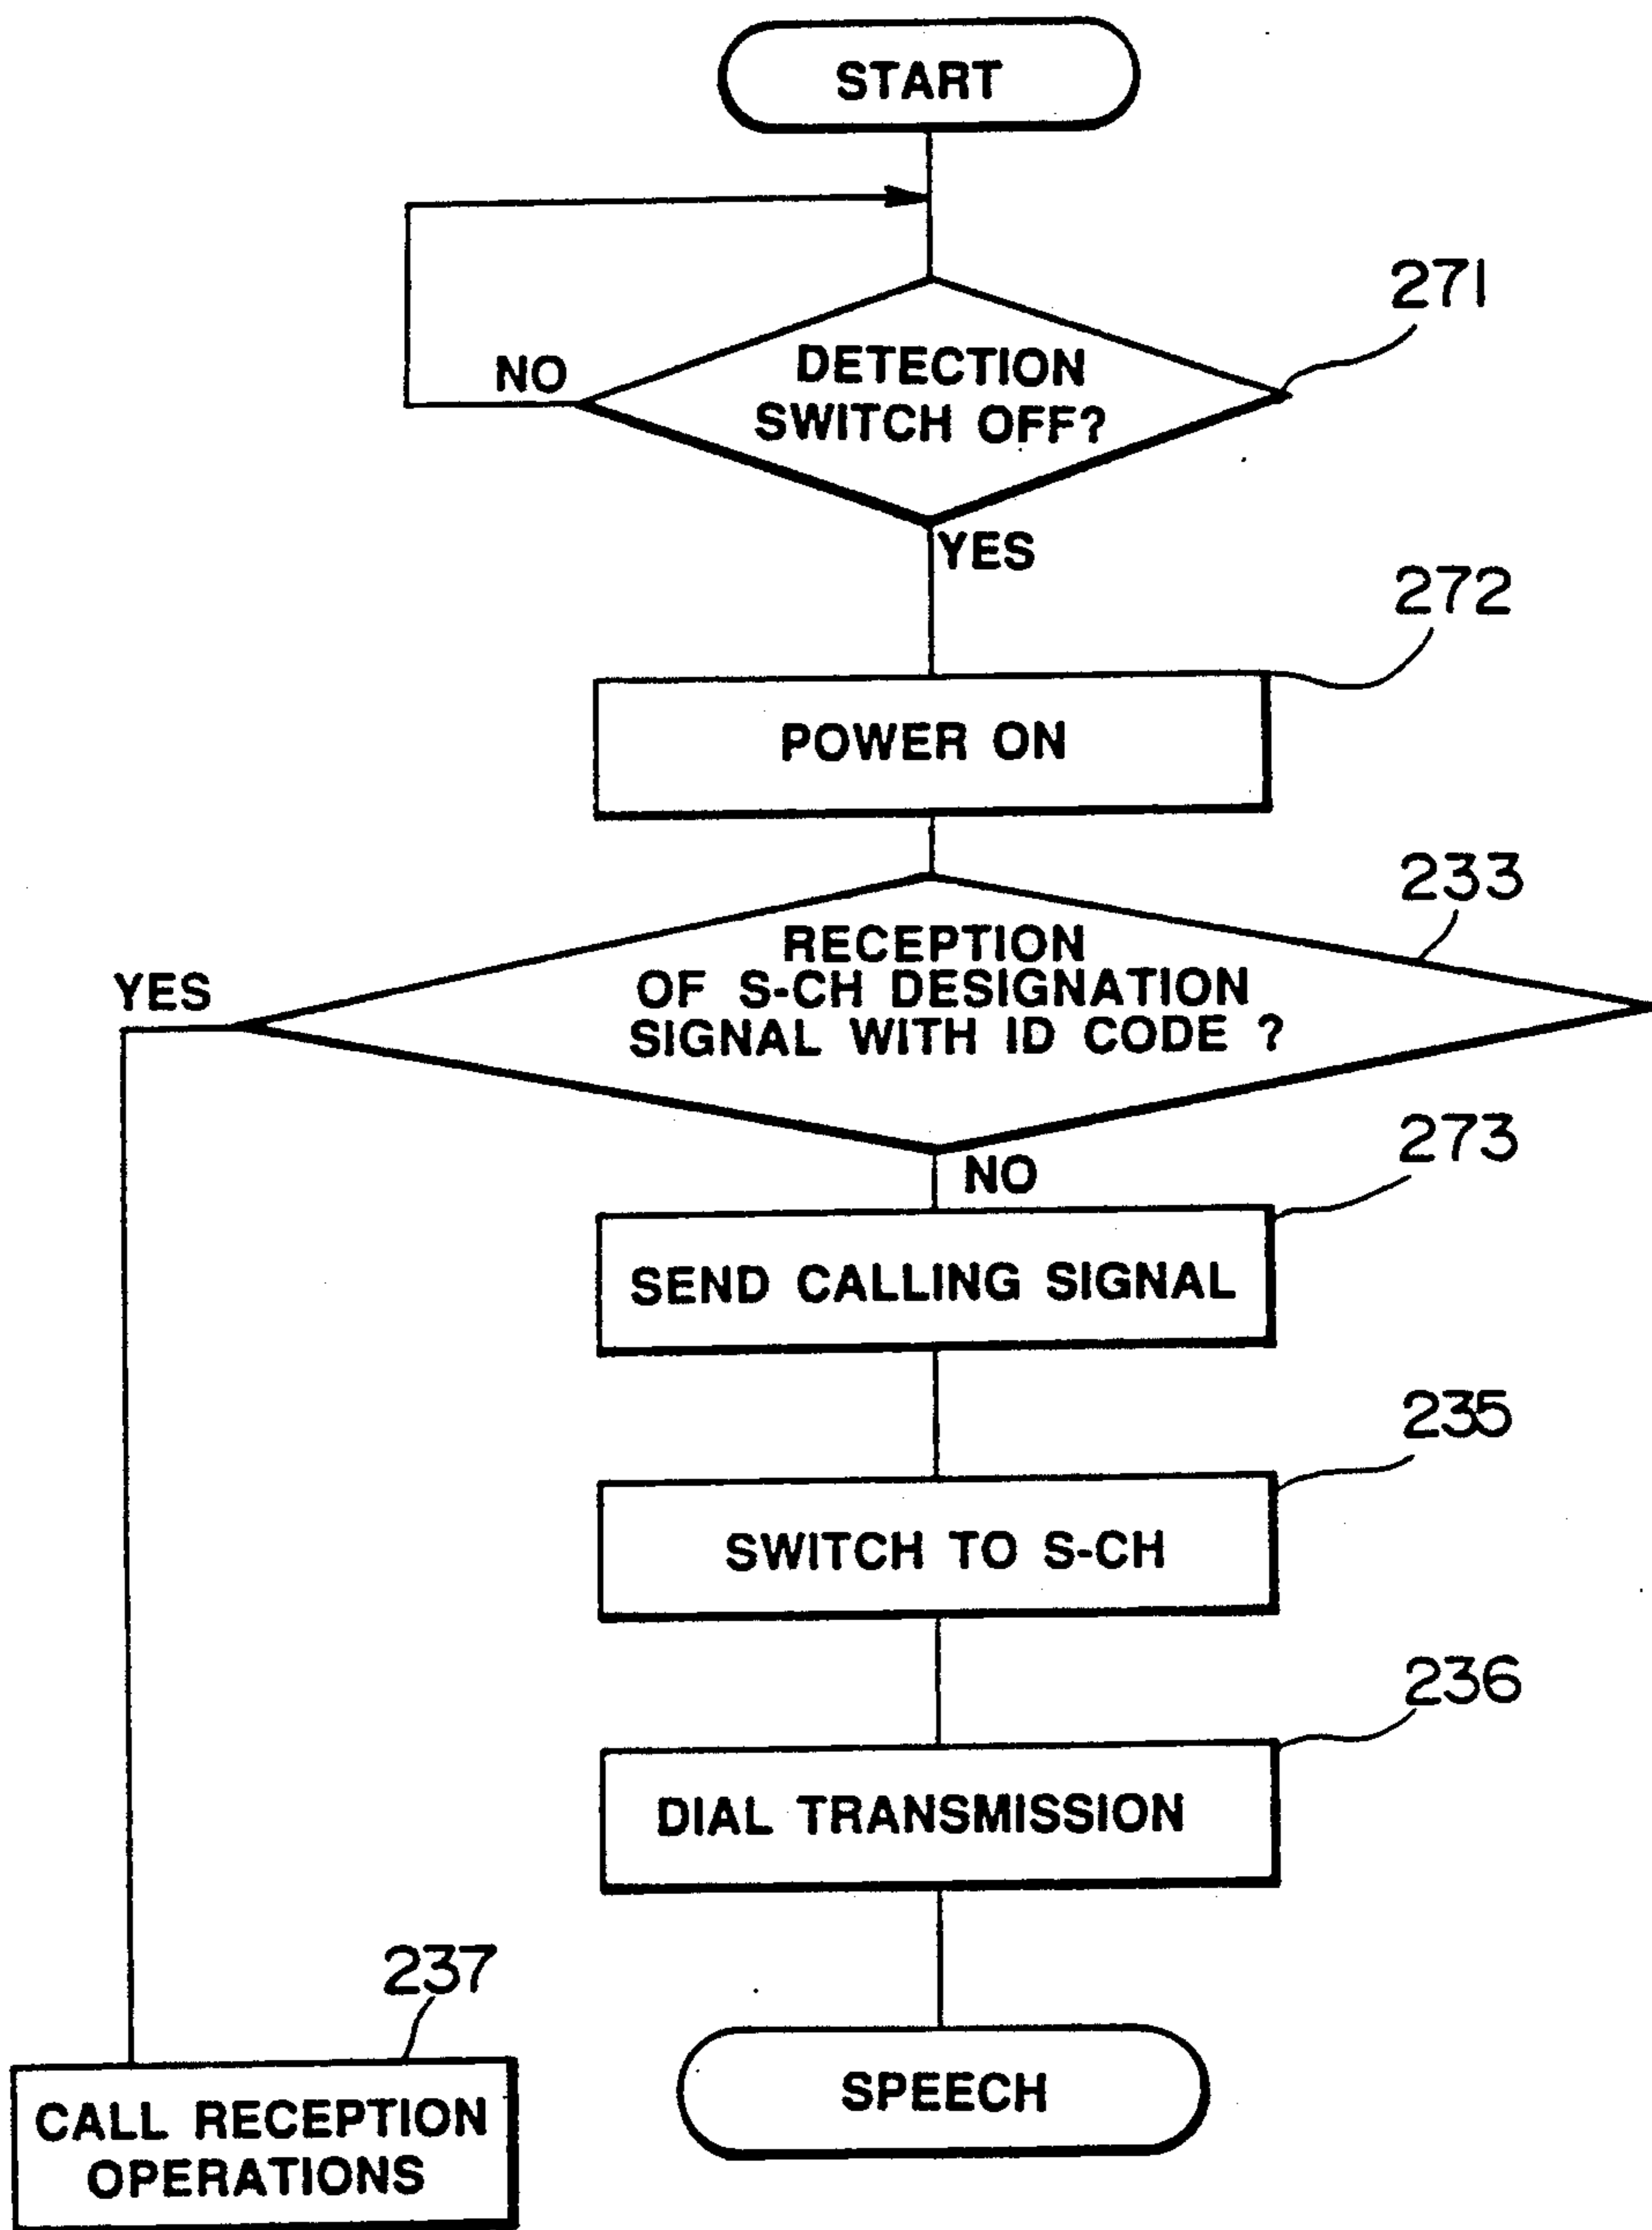 START
271
NO
DETECTION
SWITCH OFF?
YES
272
POWER ON
233
RECEPTION
OF S-CH DESIGNATION
SIGNAL WITH ID CODE ?
YES
NO
273
SEND CALLING SIGNAL
235
SWITCH TO S-CH
236
DIAL TRANSMISSION
237
CALL RECEPTION
OPERATIONS
SPEECH